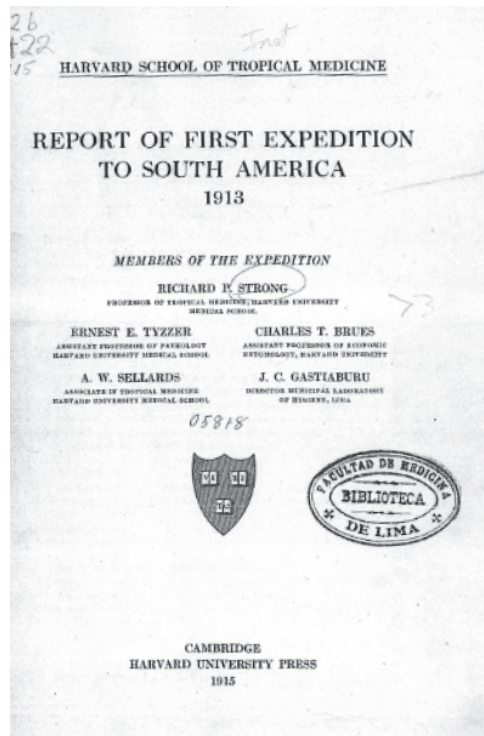 26
+22
15
Inst
HARVARD SCHOOL OF TROPICAL MEDICINE
REPORT OF FIRST EXPEDITION
TO SOUTH AMERICA
1913
MEMBERS OF THE EXPEDITION
RICHARD P. STRONG
PROFESSOR OF TROPICAL MEDICINE, HARVARD UNIVERSITY
MEDICAL SCHOOL
ERNEST E. TYZZER
ASSISTANT PROFESSOR OF PATHOLOGY
HARVARD UNIVERSITY MEDICAL SCHOOL
CHARLES T. BRUES
ASSISTANT PROFESSOR OF ECONOMIC
ENTOMOLOGY, HARVARD UNIVERSITY
A. W. SELLARDS
ASSOCIATE IN TROPICAL MEDICINE
HARVARD UNIVERSITY MEDICAL SCHOOL
J. C. GASTIABURU
DIRECTOR MUNICIPAL LABORATORY
OF HYGIENE, LIMA
05818
FACULTAD DE MEDICINA
BIBLIOTECA
DE LIMA
CAMBRIDGE
HARVARD UNIVERSITY PRESS
1915